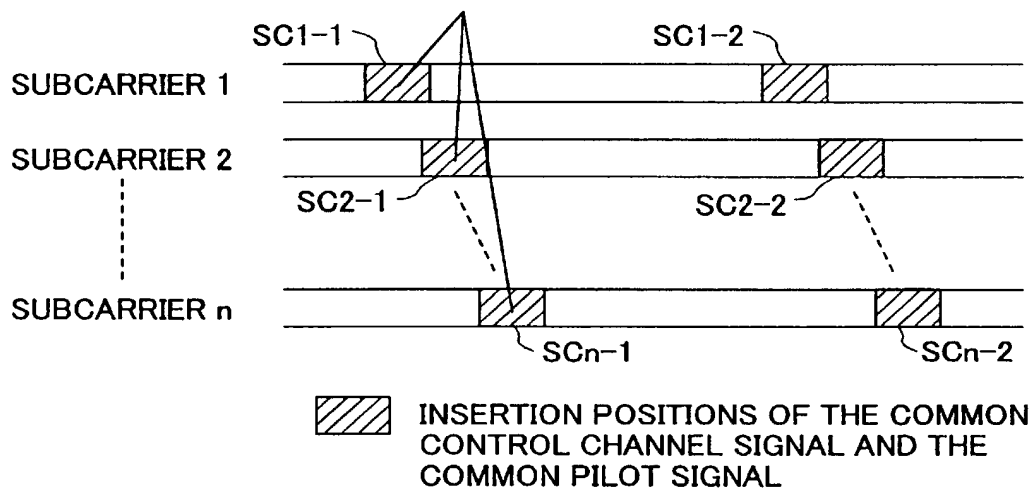 SC1-1
SC1-2
SUBCARRIER 1
SUBCARRIER 2
SC2-1
SC2-2
SUBCARRIER n
SCn-1
SCn-2
INSERTION POSITIONS OF THE COMMON
CONTROL CHANNEL SIGNAL AND THE
COMMON PILOT SIGNAL